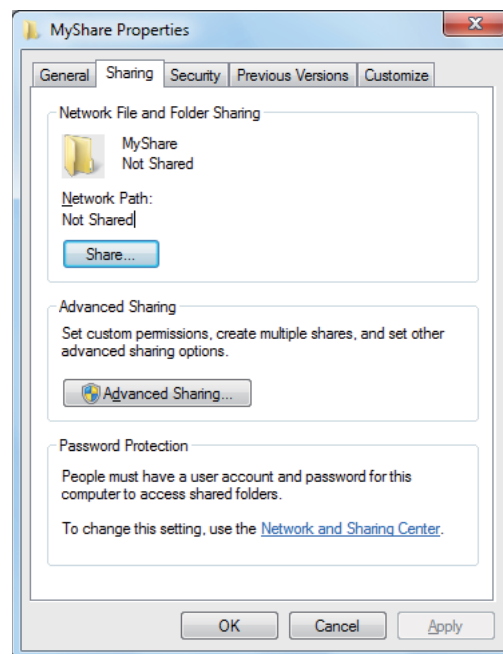 MyShare Properties
General Sharing Security Previous Versions Customize
Network File and Folder Sharing
MyShare
Not Shared
Network Path:
Not Shared
Share...
Advanced Sharing
Set custom permissions, create multiple shares, and set other
advanced sharing options.
Advanced Sharing...
Password Protection
People must have a user account and password for this
computer to access shared folders.
To change this setting, use the Network and Sharing Center.
OK Cancel Apply